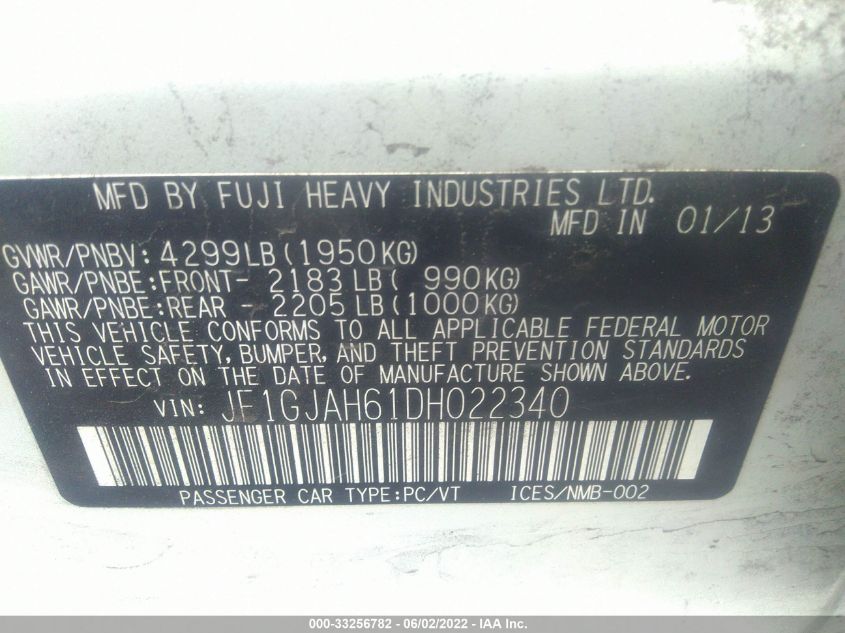 MFD BY FUJI HEAVY INDUSTRIES LTD.
MFD IN 01/13
GVWR/PNBV: 4299LB(1950KG)
GAWR/PNBE:FRONT- 2183LB( 990KG)
GAWR/PNBE:REAR - 2205LB(1000KG)
THIS VEHICLE CONFORMS TO ALL APPLICABLE FEDERAL MOTOR
VEHICLE SAFETY, BUMPER, AND THEFT PREVENTION STANDARDS
IN EFFECT ON THE DATE OF MANUFACTURE SHOWN ABOVE.
VIN: JF1GJAH61DH022340
PASSENGER CAR TYPE:PC/VT ICES/NMB-002
000-33256782 - 06/02/2022 - IAA Inc.